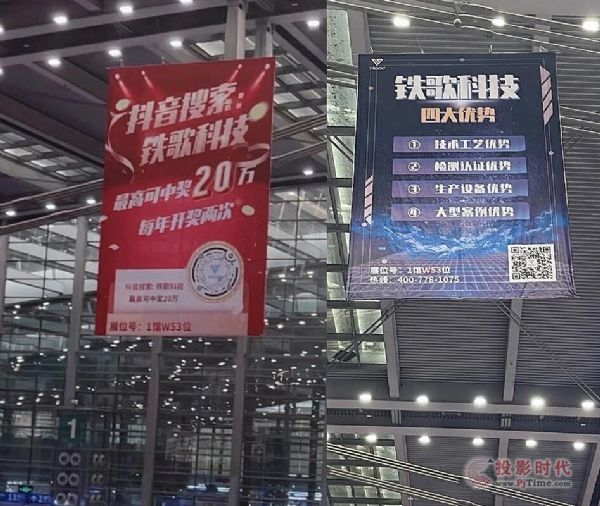 抖音搜索:
铁歌科技
最高可中奖20万
每年开奖两次
抖音搜索:铁歌科技
最高可中奖20万
展位号:1馆W53位
1
铁歌科技
四大优势
① 技术工艺优势
② 检测认证优势
③ 生产设备优势
④ 大型案例优势
展位号:1馆W53位
热线:400-778-1075
投影时代
www.PjTime.com